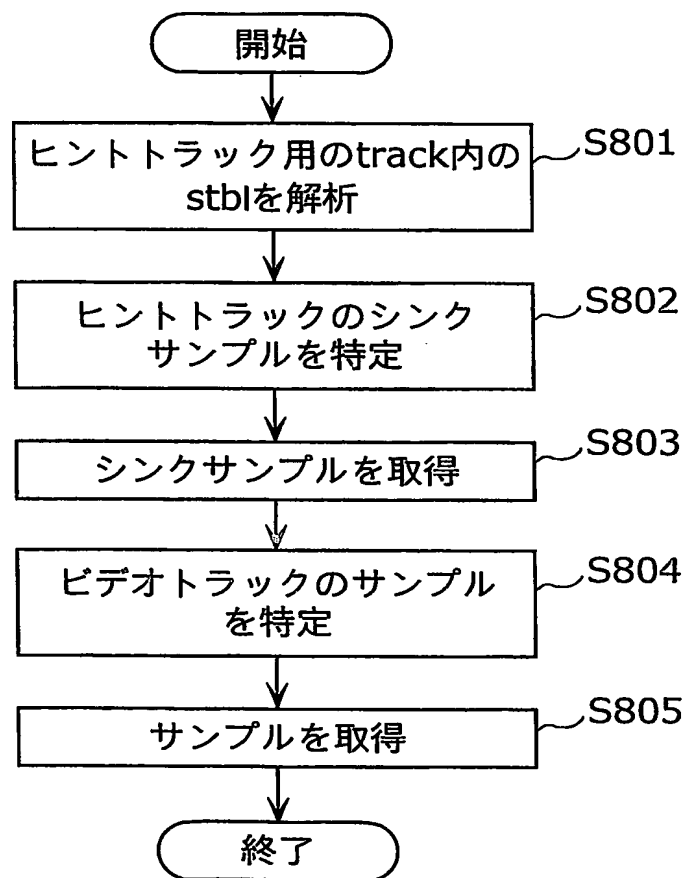 開始
ヒントトラック用のtrack内の
stblを解析
S801
ヒントトラックのシンク
サンプルを特定
S802
シンクサンプルを取得
S803
ビデオトラックのサンプル
を特定
S804
サンプルを取得
S805
終了